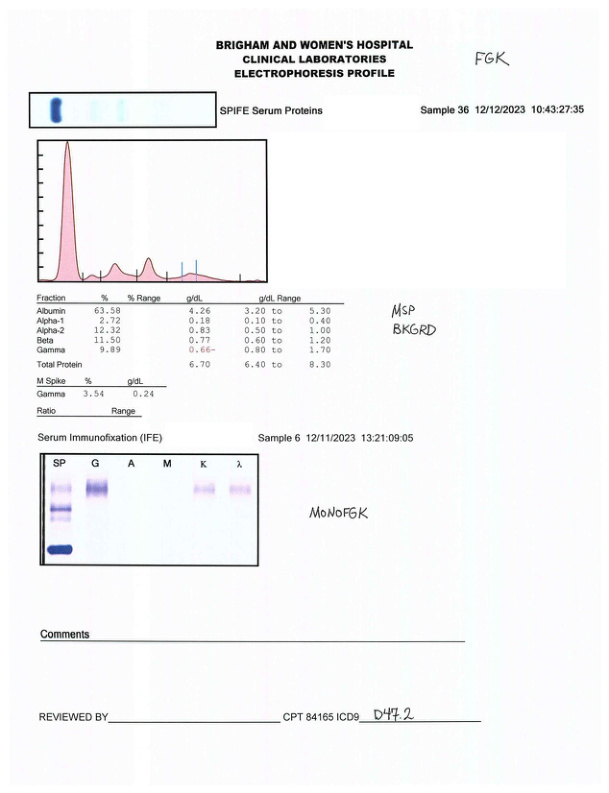 BRIGHAM AND WOMEN'S HOSPITAL
CLINICAL LABORATORIES
ELECTROPHORESIS PROFILE
FGK
SPIFE Serum Proteins Sample 36 12/12/2023 10:43:27:35
Fraction % % Range g/dL g/dL Range
Albumin 63.58 4.26 3.20 to 5.30
Alpha-1 2.72 0.18 0.10 to 0.40
Alpha-2 12.32 0.83 0.50 to 1.00
Beta 11.50 0.77 0.60 to 1.20
Gamma 9.89 0.66- 0.80 to 1.70
Total Protein 6.70 6.40 to 8.30
MSP
BKGRD
M Spike % g/dL
Gamma 3.54 0.24
Ratio Range
Serum Immunofixation (IFE) Sample 6 12/11/2023 13:21:09:05
SP G A M K λ
MONOFGK
Comments
REVIEWED BY CPT 84165 ICD9 D47.2